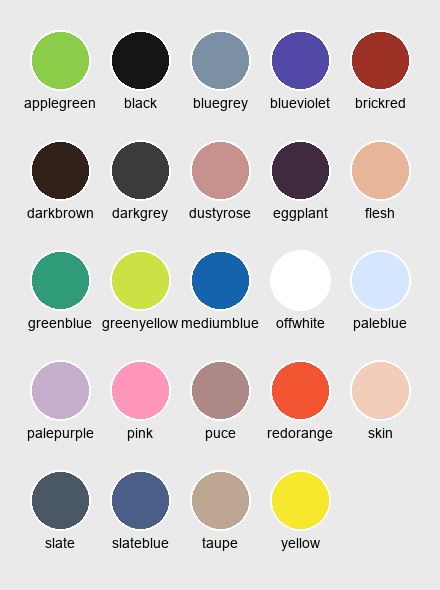 applegreen black bluegrey blueviolet brickred
darkbrown darkgrey dustyrose eggplant flesh
greenblue greenyellow mediumblue offwhite paleblue
palepurple pink puce redorange skin
slate slateblue taupe yellow